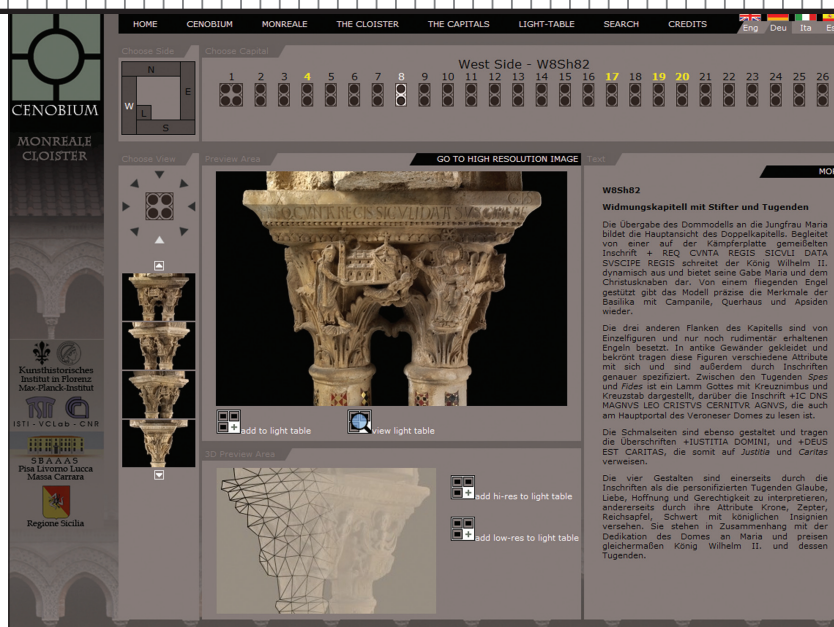 HOME CENOBIUM MONREALE THE CLOISTER THE CAPITALS LIGHT-TABLE SEARCH CREDITS
Eng Deu Ita
Choose Side
Choose Capital
N
E
W
L
S
West Side - W8Sh82
1 2 3 4 5 6 7 8 9 10 11 12 13 14 15 16 17 18 19 20 21 22 23 24 25 26
CENOBIUM
MONREALE
CLOISTER
Choose View
Preview Area
GO TO HIGH RESOLUTION IMAGE
Text
W8Sh82
Widmungskapitell mit Stifter und Tugenden
Die Übergabe des Dommodells an die Jungfrau Maria
bildet die Hauptansicht des Doppelkapitells. Begleitet
von einer auf der Kämpferplatte gemeißelten
Inschrift + REQ CVNTA REGIS SICVLI DATA
SVSCIPE REGIS schreitet der König Wilhelm II.
dynamisch aus und bietet seine Gabe Maria und dem
Christusknaben dar. Von einem fliegenden Engel
gestützt gibt das Modell präzise die Merkmale der
Basilika mit Campanile, Querhaus und Apsiden
wieder.
Die drei anderen Flanken des Kapitells sind von
Einzelfiguren und nur noch rudimentär erhaltenen
Engeln besetzt. In antike Gewänder gekleidet und
bekrönt tragen diese Figuren verschiedene Attribute
mit sich und sind außerdem durch Inschriften
genauer spezifiziert. Zwischen den Tugenden Spes
und Fides ist ein Lamm Gottes mit Kreuznimbus und
Kreuzstab dargestellt, darüber die Inschrift +IC DNS
MAGNVS LEO CRISTVS CERNITVR AGNVS, die auch
am Hauptportal des Veroneser Domes zu lesen ist.
Die Schmalseiten sind ebenso gestaltet und tragen
die Überschriften +IUSTITIA DOMINI, und +DEUS
EST CARITAS, die somit auf Justitia und Caritas
verweisen.
Die vier Gestalten sind einerseits durch die
Inschriften als die personifizierten Tugenden Glaube,
Liebe, Hoffnung und Gerechtigkeit zu interpretieren,
andererseits durch ihre Attribute Krone, Zepter,
Reichsapfel, Schwert mit königlichen Insignien
versehen. Sie stehen in Zusammenhang mit der
Dedikation des Domes an Maria und preisen
gleichermaßen König Wilhelm II. und dessen
Tugenden.
add to light table
view light table
3D Preview Area
add hi-res to light table
add low-res to light table
Kunsthistorisches
Institut in Florenz
Max-Planck-Institut
ISTI - VCLab - CNR
SBAAAS
Pisa Livorno Lucca
Massa Carrara
Regione Sicilia